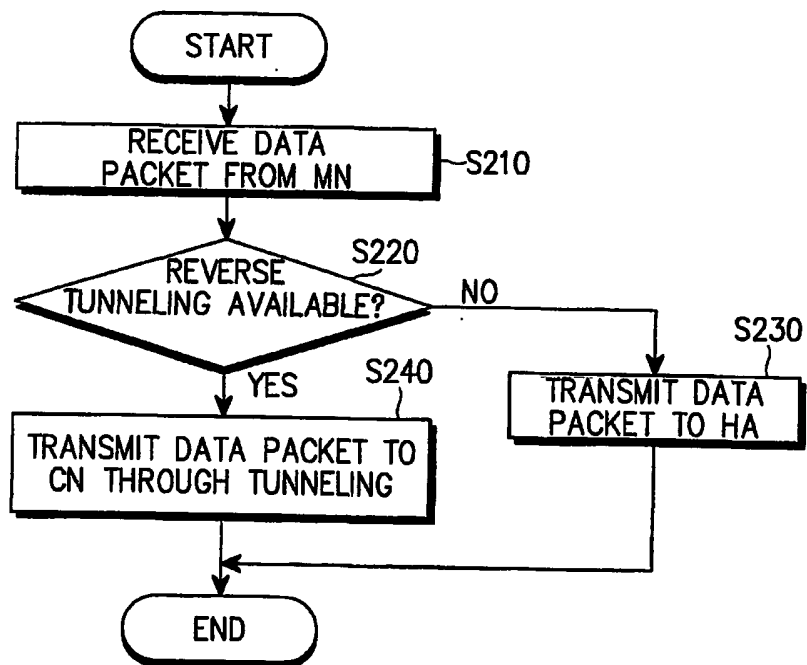 START
RECEIVE DATA
PACKET FROM MN
S210
S220
REVERSE
TUNNELING AVAILABLE?
NO
YES
S230
TRANSMIT DATA
PACKET TO HA
S240
TRANSMIT DATA PACKET TO
CN THROUGH TUNNELING
END